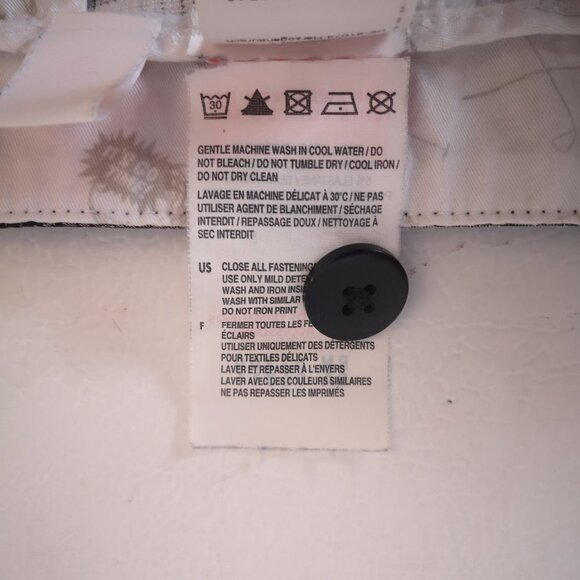 30
GENTLE MACHINE WASH IN COOL WATER / DO
NOT BLEACH / DO NOT TUMBLE DRY / COOL IRON /
DO NOT DRY CLEAN
LAVAGE EN MACHINE DÉLICAT À 30°C / NE PAS
UTILISER AGENT DE BLANCHIMENT / SÉCHAGE
INTERDIT / REPASSAGE DOUX / NETTOYAGE À
SEC INTERDIT
US CLOSE ALL FASTENING
USE ONLY MILD DETE
WASH AND IRON INSI
WASH WITH SIMILAR
DO NOT IRON PRINT
F FERMER TOUTES LES FE
ÉCLAIRS
UTILISER UNIQUEMENT DES DÉTERGENTS
POUR TEXTILES DÉLICATS
LAVER ET REPASSER À L'ENVERS
LAVER AVEC DES COULEURS SIMILAIRES
NE PAS REPASSER LES IMPRIMÉS